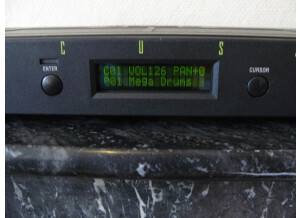 C U S
ENTER
C01 VOL126 PAN+0
001 Mega Drums
CURSOR